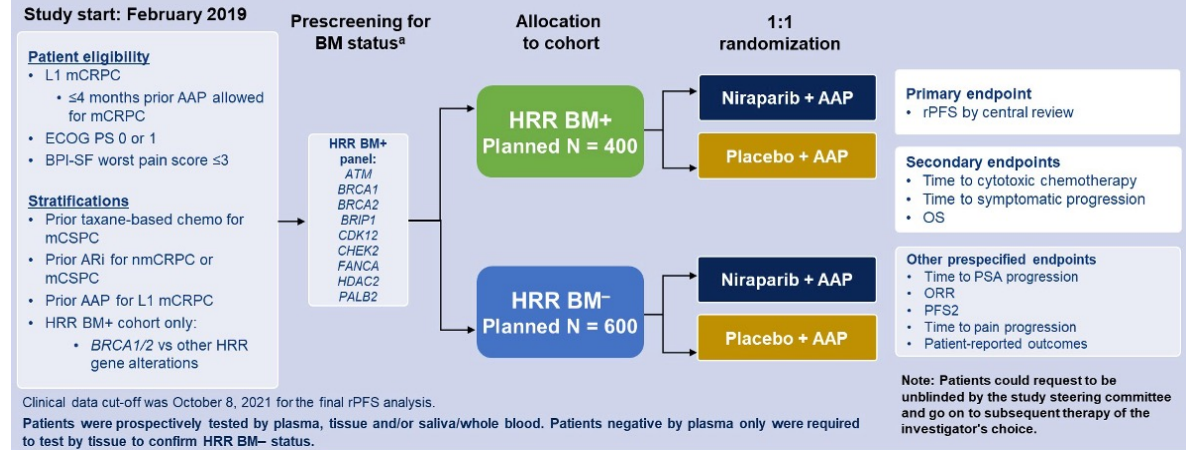 Study start: February 2019
Patient eligibility
• L1 mCRPC
• ≤4 months prior AAP allowed
for mCRPC
• ECOG PS 0 or 1
• BPI-SF worst pain score ≤3
Stratifications
• Prior taxane-based chemo for
mCSPC
• Prior ARi for nmCRPC or
mCSPC
• Prior AAP for L1 mCRPC
• HRR BM+ cohort only:
• BRCA1/2 vs other HRR
gene alterations
Prescreening for
BM statusᵃ
HRR BM+
panel:
ATM
BRCA1
BRCA2
BRIP1
CDK12
CHEK2
FANCA
HDAC2
PALB2
Allocation
to cohort
HRR BM+
Planned N = 400
HRR BM–
Planned N = 600
1:1
randomization
Niraparib + AAP
Placebo + AAP
Niraparib + AAP
Placebo + AAP
Primary endpoint
• rPFS by central review
Secondary endpoints
• Time to cytotoxic chemotherapy
• Time to symptomatic progression
• OS
Other prespecified endpoints
• Time to PSA progression
• ORR
• PFS2
• Time to pain progression
• Patient-reported outcomes
Note: Patients could request to be
unblinded by the study steering committee
and go on to subsequent therapy of the
investigator's choice.
Clinical data cut-off was October 8, 2021 for the final rPFS analysis.
Patients were prospectively tested by plasma, tissue and/or saliva/whole blood. Patients negative by plasma only were required
to test by tissue to confirm HRR BM– status.